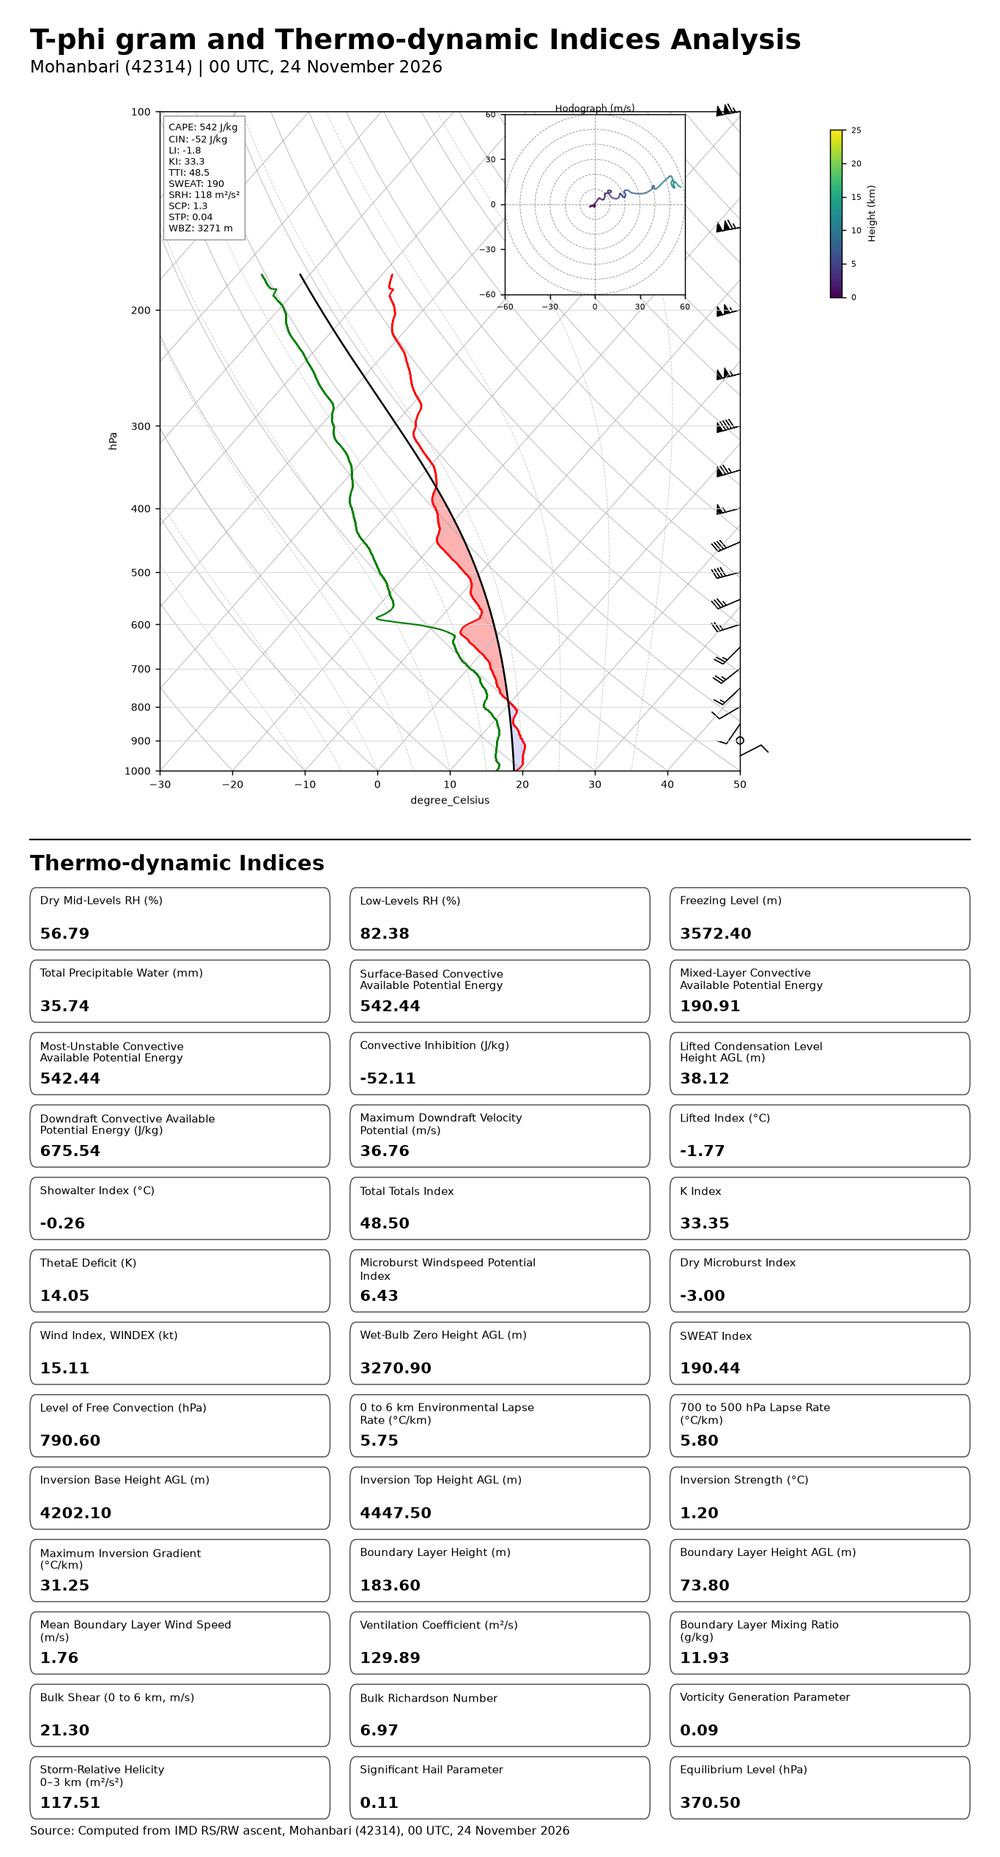 T-phi gram and Thermo-dynamic Indices Analysis
Mohanbari (42314) | 00 UTC, 24 November 2026
CAPE: 542 J/kg
CIN: -52 J/kg
LI: -1.8
KI: 33.3
TTI: 48.5
SWEAT: 190
SRH: 118 m²/s²
SCP: 1.3
STP: 0.04
WBZ: 3271 m
Hodograph (m/s)
60
30
0
−30
−60
−60
−30
0
30
60
25
20
15
10
5
0
Height (km)
100
200
300
400
500
600
700
800
900
1000
hPa
−30
−20
−10
0
10
20
30
40
50
degree_Celsius
Thermo-dynamic Indices
Dry Mid-Levels RH (%)
56.79
Low-Levels RH (%)
82.38
Freezing Level (m)
3572.40
Total Precipitable Water (mm)
35.74
Surface-Based Convective
Available Potential Energy
542.44
Mixed-Layer Convective
Available Potential Energy
190.91
Most-Unstable Convective
Available Potential Energy
542.44
Convective Inhibition (J/kg)
-52.11
Lifted Condensation Level
Height AGL (m)
38.12
Downdraft Convective Available
Potential Energy (J/kg)
675.54
Maximum Downdraft Velocity
Potential (m/s)
36.76
Lifted Index (°C)
-1.77
Showalter Index (°C)
-0.26
Total Totals Index
48.50
K Index
33.35
ThetaE Deficit (K)
14.05
Microburst Windspeed Potential
Index
6.43
Dry Microburst Index
-3.00
Wind Index, WINDEX (kt)
15.11
Wet-Bulb Zero Height AGL (m)
3270.90
SWEAT Index
190.44
Level of Free Convection (hPa)
790.60
0 to 6 km Environmental Lapse
Rate (°C/km)
5.75
700 to 500 hPa Lapse Rate
(°C/km)
5.80
Inversion Base Height AGL (m)
4202.10
Inversion Top Height AGL (m)
4447.50
Inversion Strength (°C)
1.20
Maximum Inversion Gradient
(°C/km)
31.25
Boundary Layer Height (m)
183.60
Boundary Layer Height AGL (m)
73.80
Mean Boundary Layer Wind Speed
(m/s)
1.76
Ventilation Coefficient (m²/s)
129.89
Boundary Layer Mixing Ratio
(g/kg)
11.93
Bulk Shear (0 to 6 km, m/s)
21.30
Bulk Richardson Number
6.97
Vorticity Generation Parameter
0.09
Storm-Relative Helicity
0–3 km (m²/s²)
117.51
Significant Hail Parameter
0.11
Equilibrium Level (hPa)
370.50
Source: Computed from IMD RS/RW ascent, Mohanbari (42314), 00 UTC, 24 November 2026